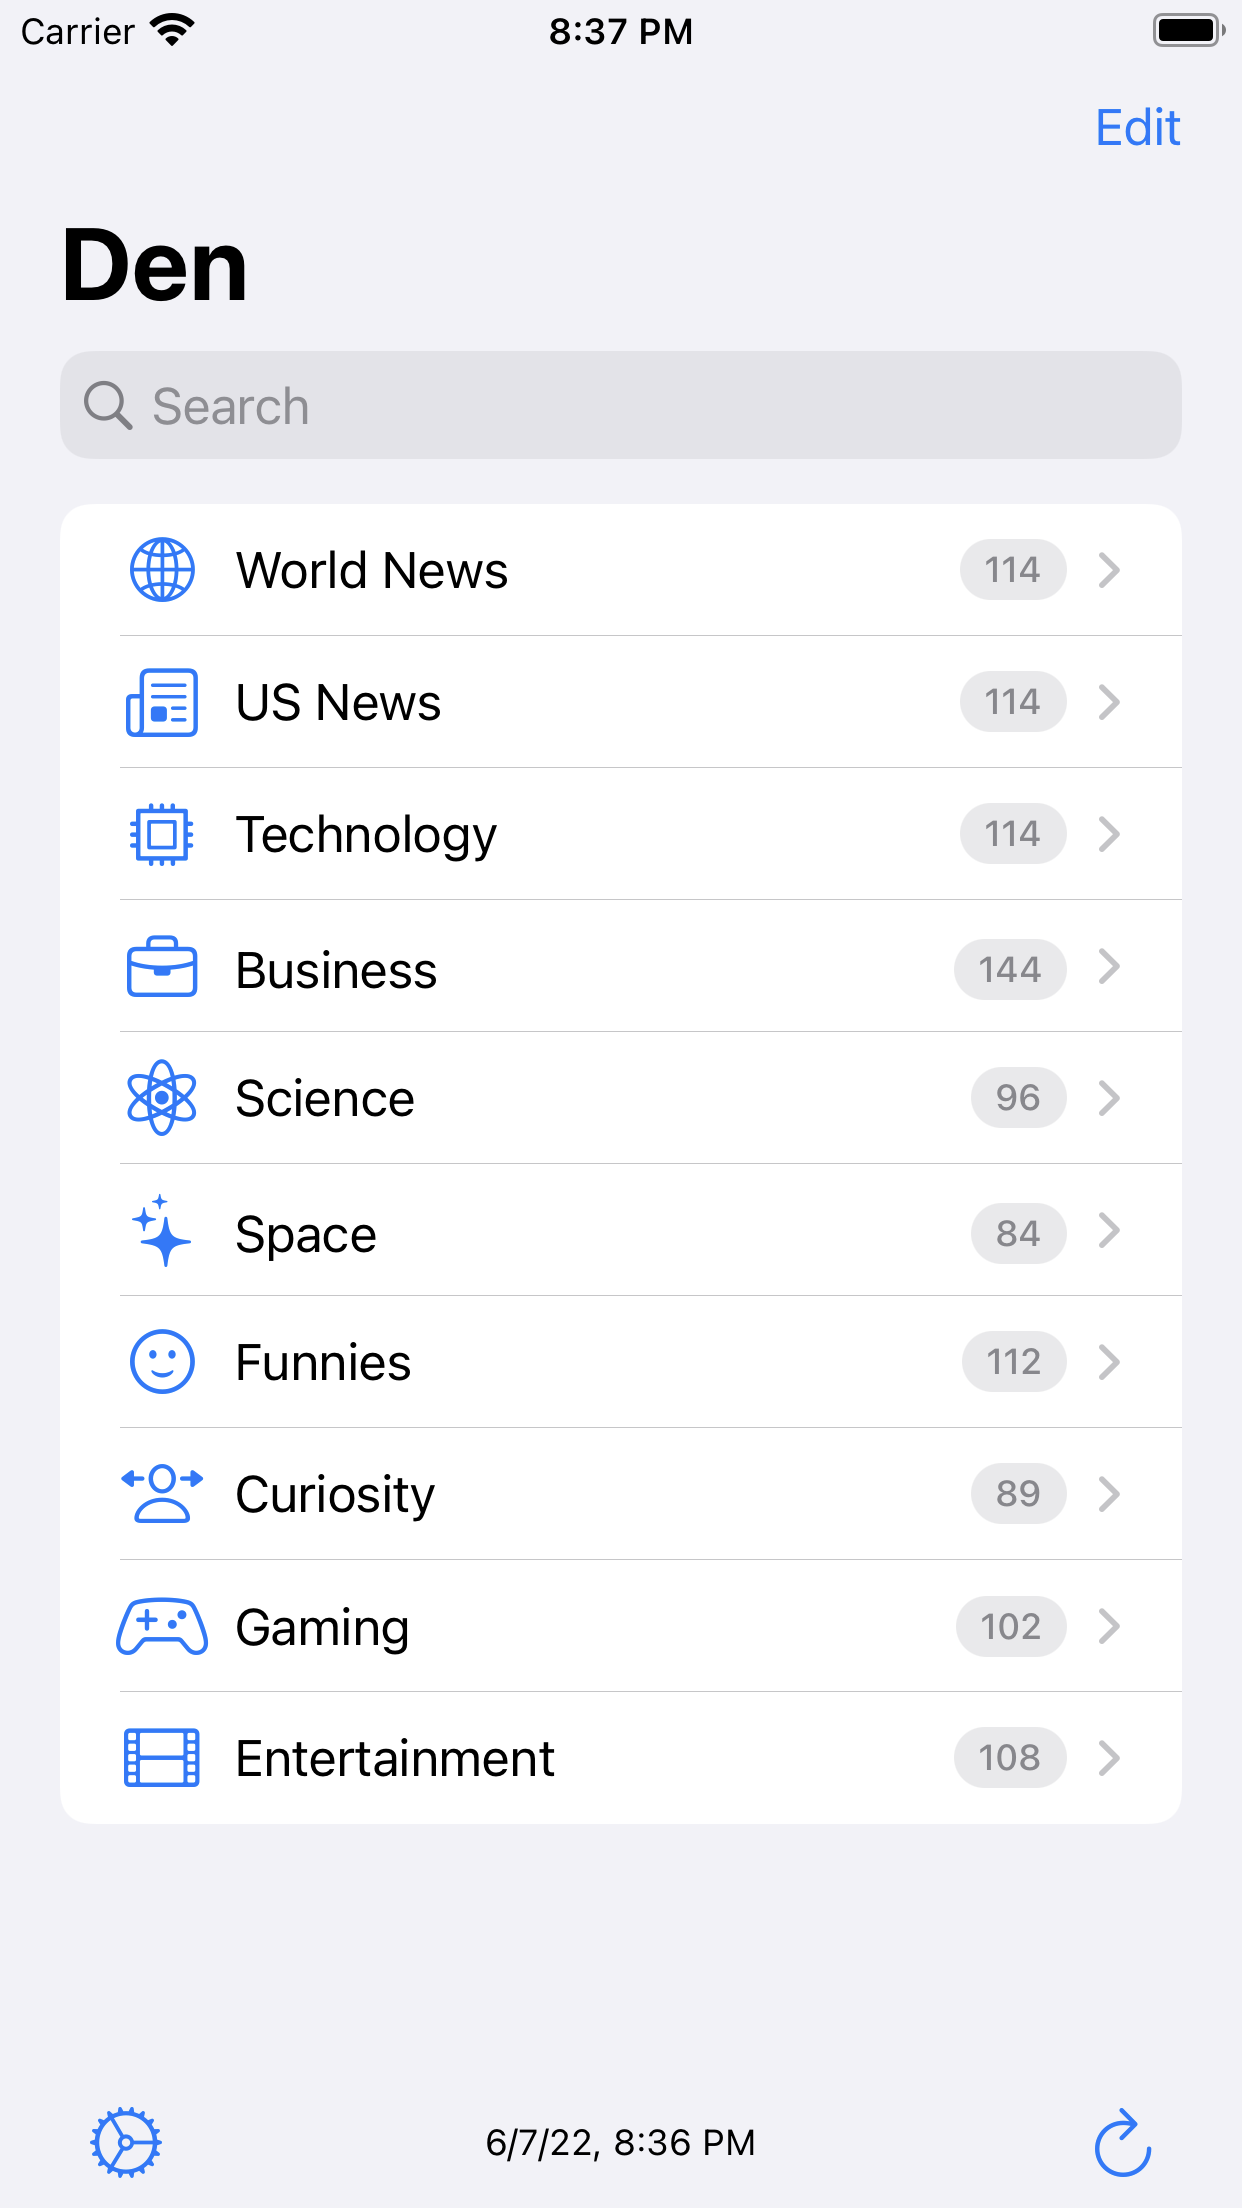 Carrier 8:37 PM
Edit
Den
Search
World News 114
US News 114
Technology 114
Business 144
Science 96
Space 84
Funnies 112
Curiosity 89
Gaming 102
Entertainment 108
6/7/22, 8:36 PM